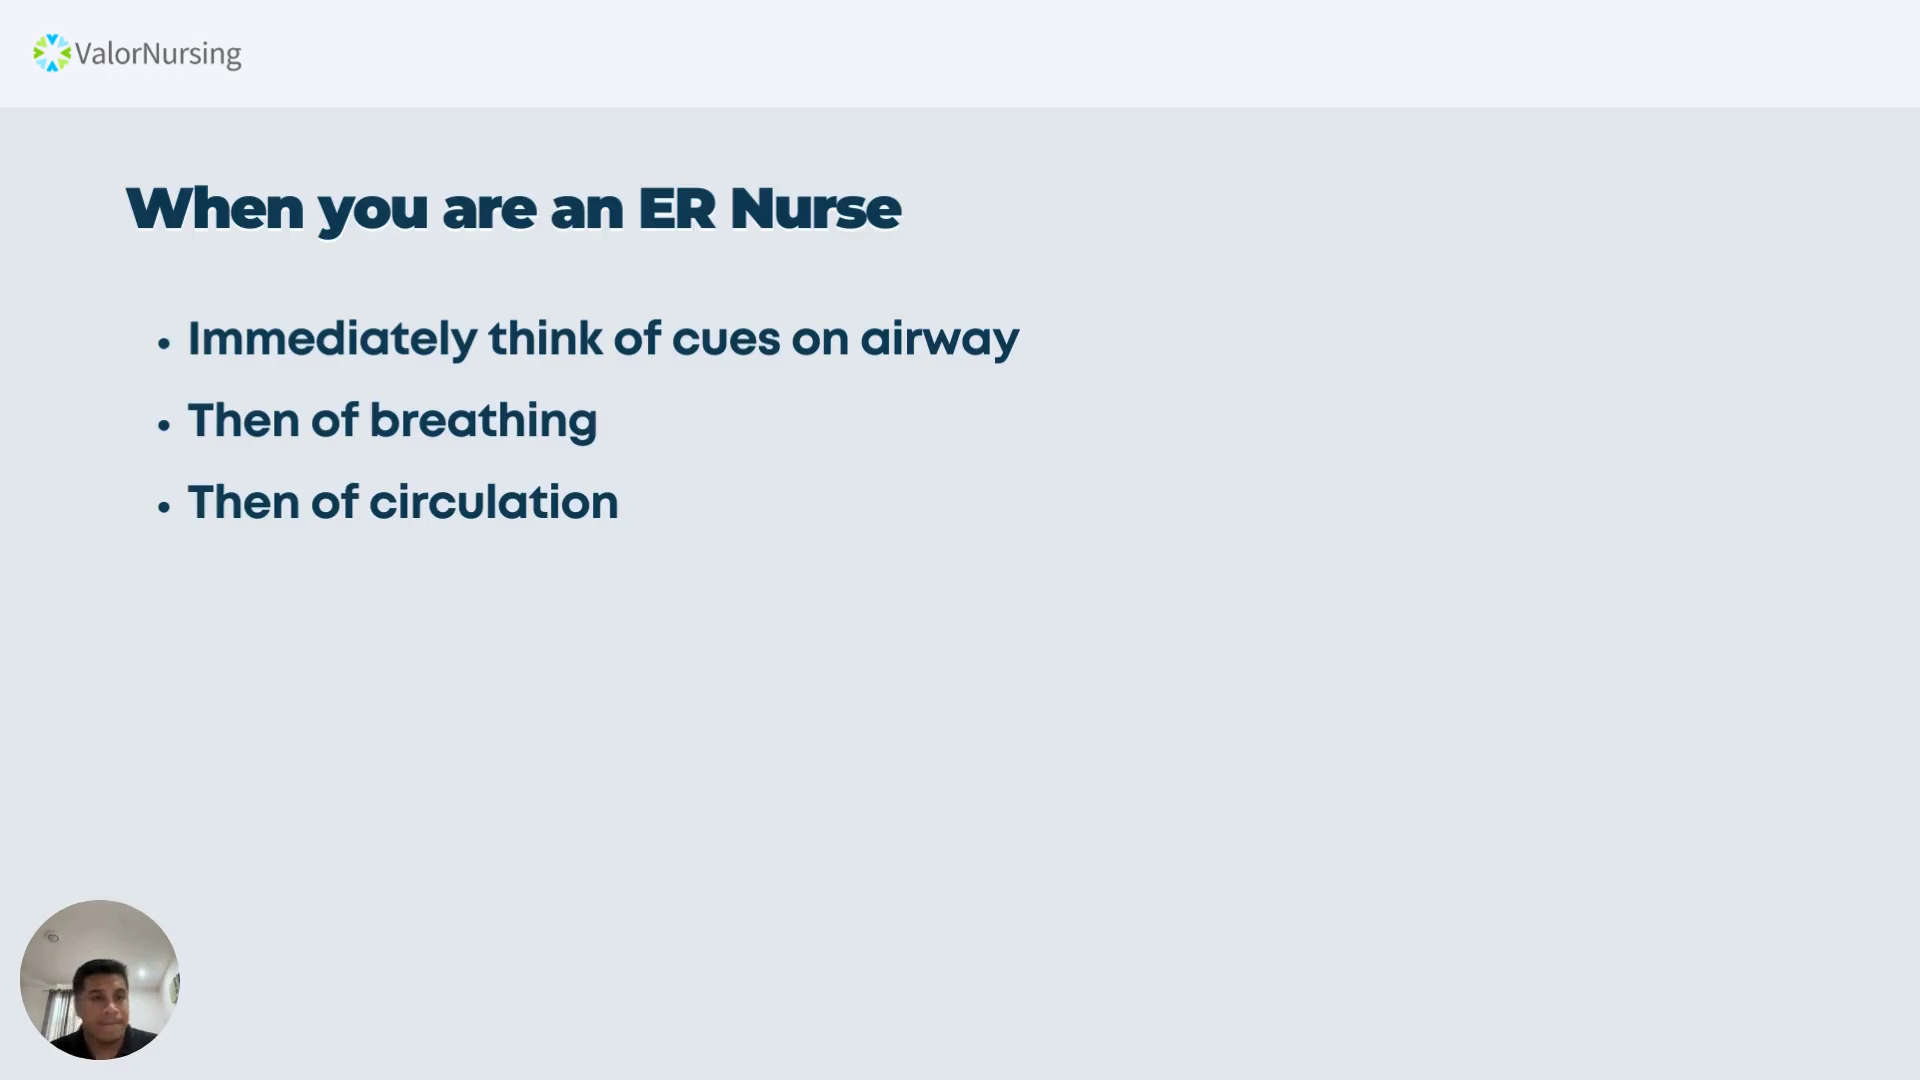 ValorNursing
When you are an ER Nurse
• Immediately think of cues on airway
• Then of breathing
• Then of circulation